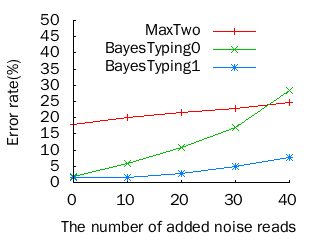 50
45
40
35
30
25
20
15
10
5
0
Error rate(%)
MaxTwo
BayesTyping0
BayesTyping1
0 10 20 30 40
The number of added noise reads